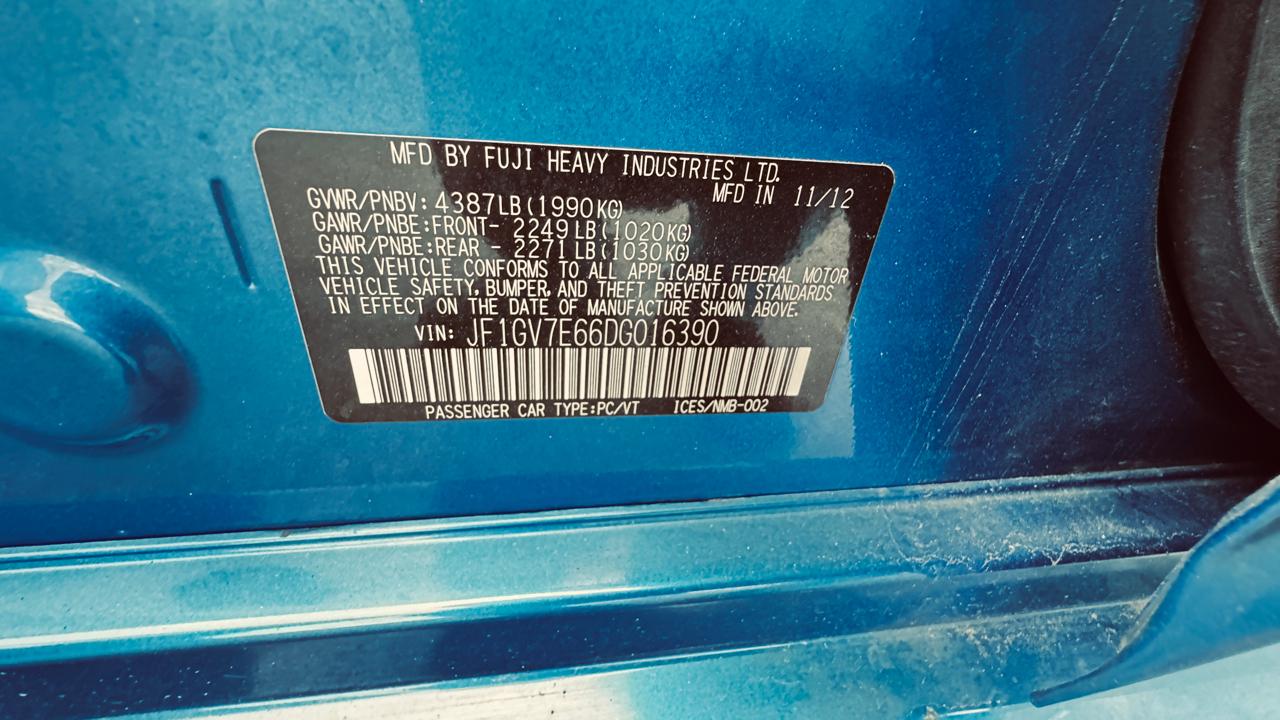 MFD BY FUJI HEAVY INDUSTRIES LTD.
MFD IN 11/12
GVWR/PNBV: 4387LB(1990KG)
GAWR/PNBE:FRONT- 2249LB(1020KG)
GAWR/PNBE:REAR - 2271LB(1030KG)
THIS VEHICLE CONFORMS TO ALL APPLICABLE FEDERAL MOTOR
VEHICLE SAFETY, BUMPER, AND THEFT PREVENTION STANDARDS
IN EFFECT ON THE DATE OF MANUFACTURE SHOWN ABOVE.
VIN: JF1GV7E66DG016390
PASSENGER CAR TYPE:PC/VT ICES/NMB-002